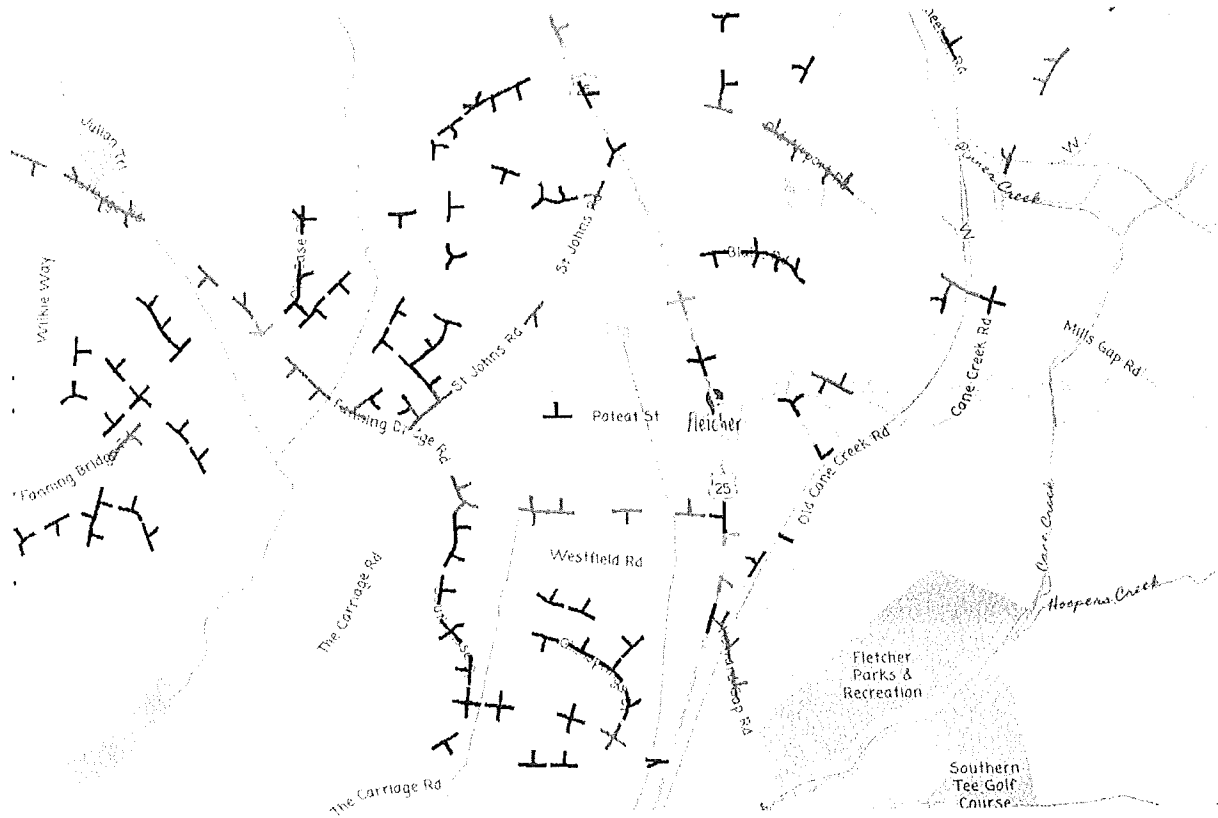 Julian Trl
St Johns Rd
Pinner Creek
W
W
Wilkie Way
Mills Gap Rd
Cane Creek Rd
St Johns Rd
Poteat St
Fletcher
Fanning Bridge Rd
Fanning Bridge
Old Cane Creek Rd
25
Westfield Rd
The Carriage Rd
Cane Creek
Hoopers Creek
Fletcher
Parks &
Recreation
The Carriage Rd
Southern
Tee Golf
Course